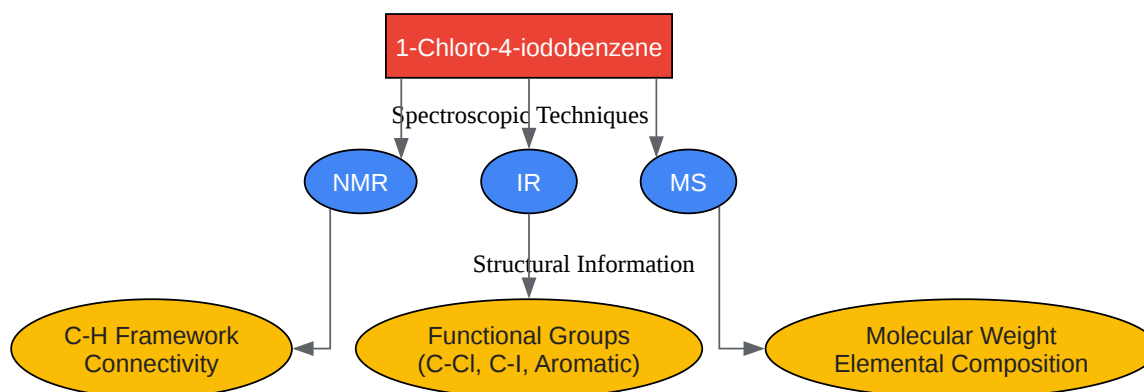 1-Chloro-4-iodobenzene
Spectroscopic Techniques
NMR
IR
MS
Structural Information
C-H Framework
Connectivity
Functional Groups
(C-Cl, C-I, Aromatic)
Molecular Weight
Elemental Composition